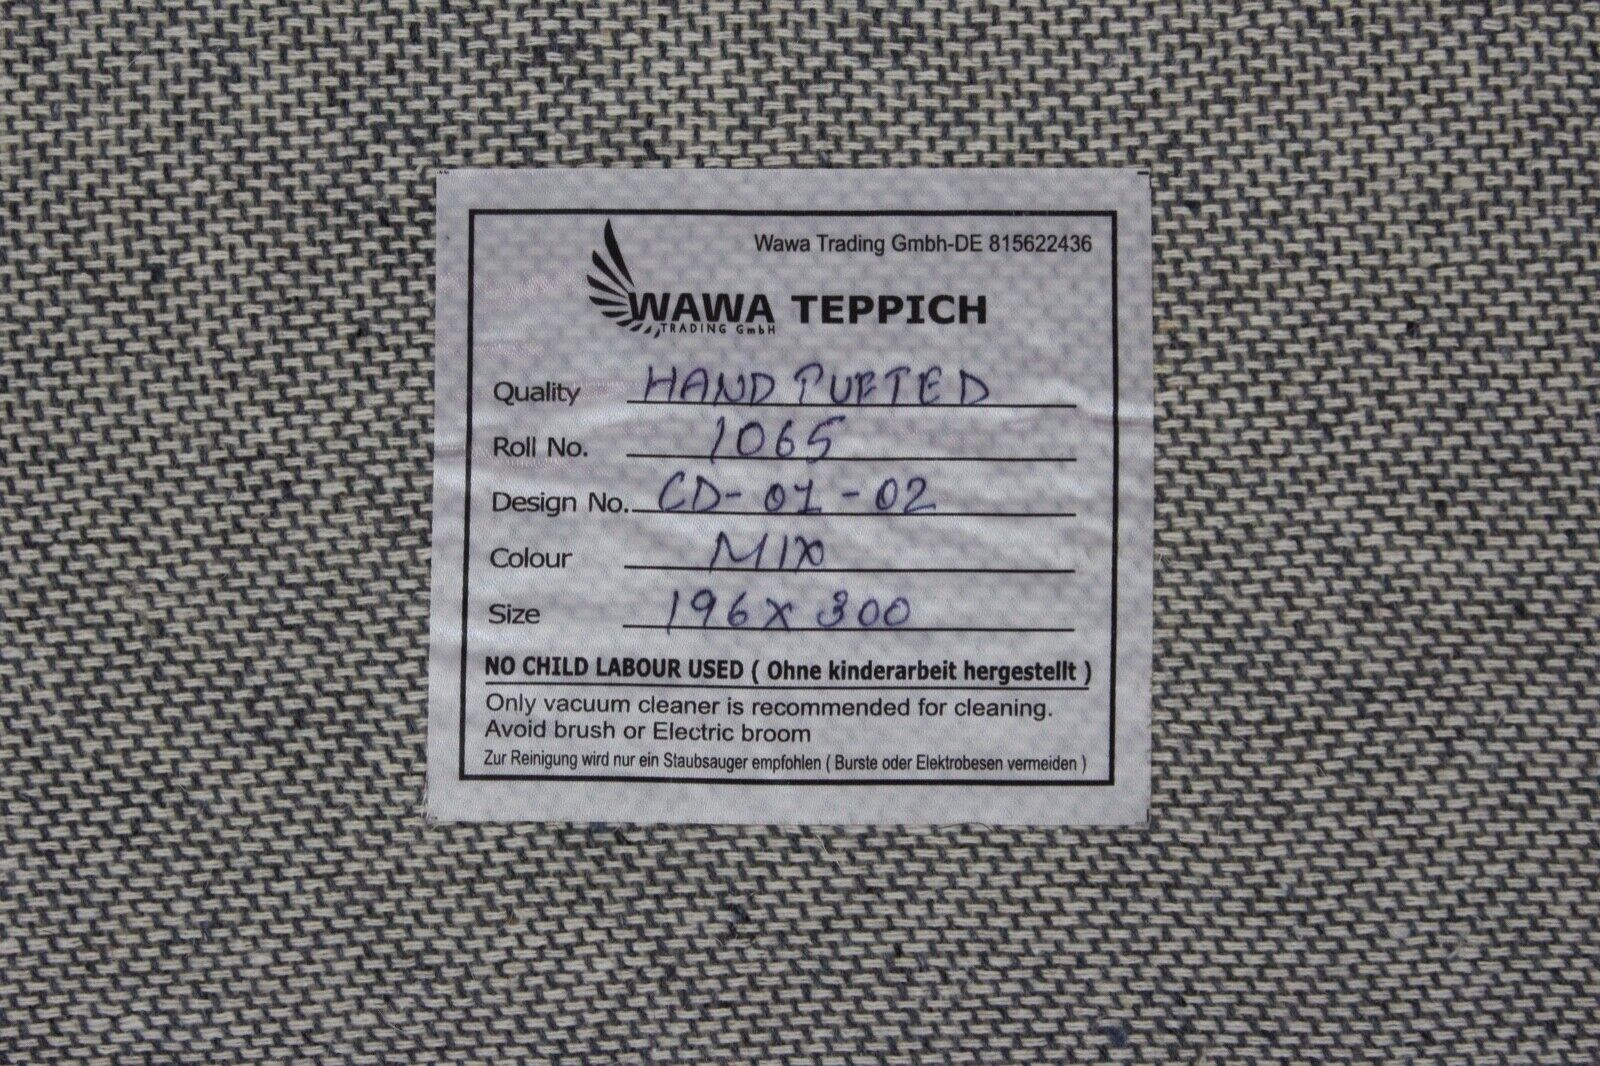 Wawa Trading Gmbh-DE 815622436
WAWA TEPPICH
TRADING GmbH
Quality HAND TUFTED
Roll No. 1065
Design No. CD-01-02
Colour MIX
Size 196x300
NO CHILD LABOUR USED ( Ohne kinderarbeit hergestellt )
Only vacuum cleaner is recommended for cleaning.
Avoid brush or Electric broom
Zur Reinigung wird nur ein Staubsauger empfohlen ( Burste oder Elektrobesen vermeiden )